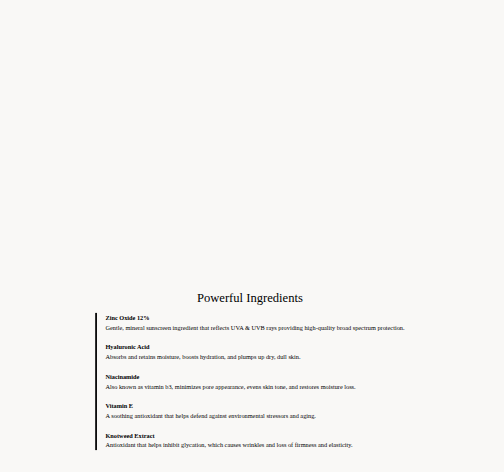 Powerful Ingredients
Zinc Oxide 12%
Gentle, mineral sunscreen ingredient that reflects UVA & UVB rays providing high-quality broad spectrum protection.
Hyaluronic Acid
Absorbs and retains moisture, boosts hydration, and plumps up dry, dull skin.
Niacinamide
Also known as vitamin b3, minimizes pore appearance, evens skin tone, and restores moisture loss.
Vitamin E
A soothing antioxidant that helps defend against environmental stressors and aging.
Knotweed Extract
Antioxidant that helps inhibit glycation, which causes wrinkles and loss of firmness and elasticity.